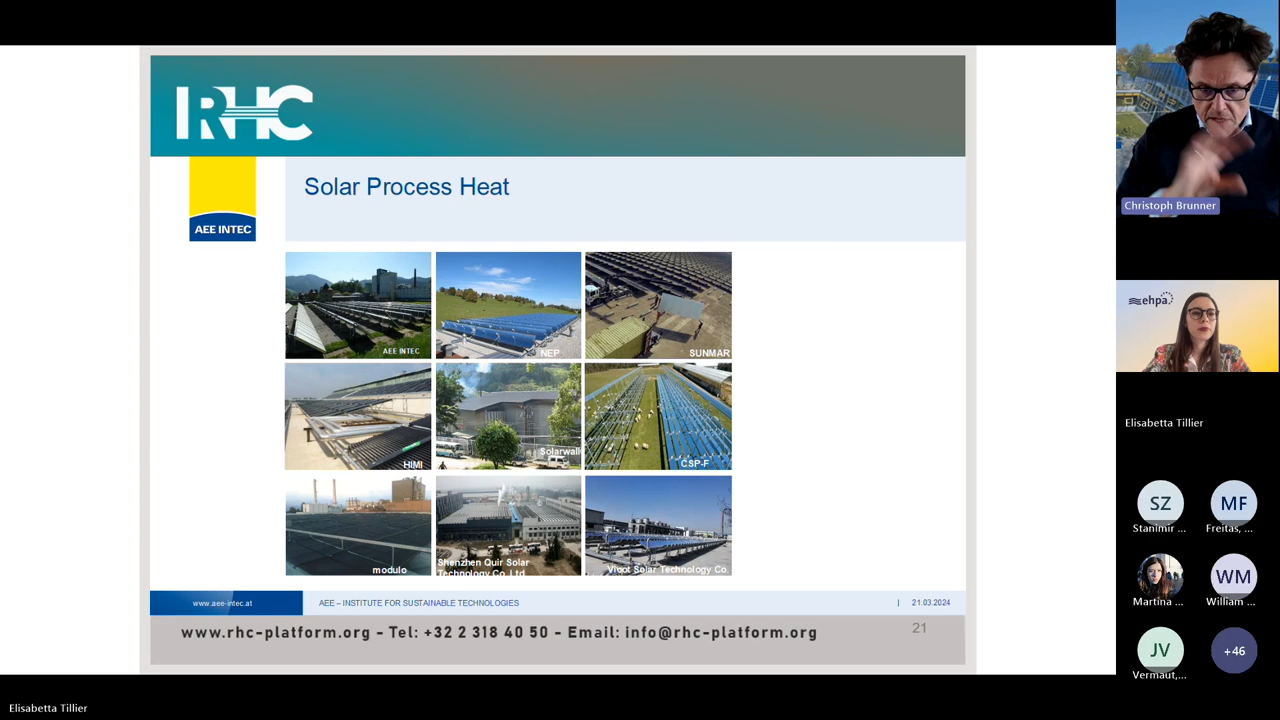 RHC
AEE INTEC
Solar Process Heat
AEE INTEC
NEP
SUNMAR
HIMI
Solarwall
CSP-F
modulo
Shenzhen Quir Solar
Technology Co. Ltd
Vicot Solar Technology Co.
www.aee-intec.at
AEE – INSTITUTE FOR SUSTAINABLE TECHNOLOGIES
| 21.03.2024
www.rhc-platform.org - Tel: +32 2 318 40 50 - Email: info@rhc-platform.org
21
Christoph Brunner
ehpa
Elisabetta Tillier
SZ
Stanimir ...
MF
Freitas, ...
Martina ...
WM
William ...
JV
Vermaut,...
+46
Elisabetta Tillier